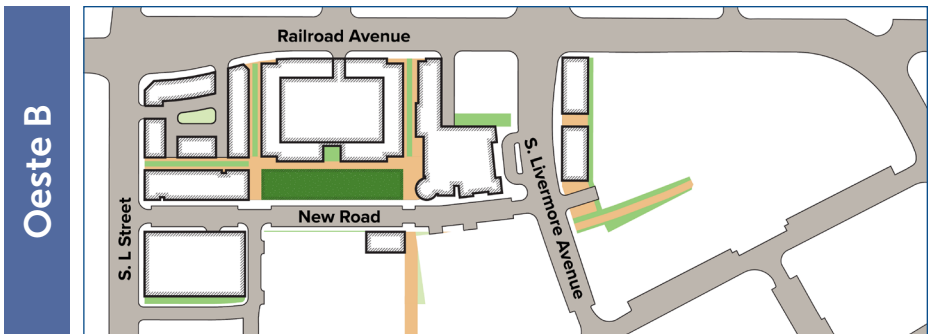 Oeste B
Railroad Avenue
S. Livermore Avenue
S. L Street
New Road